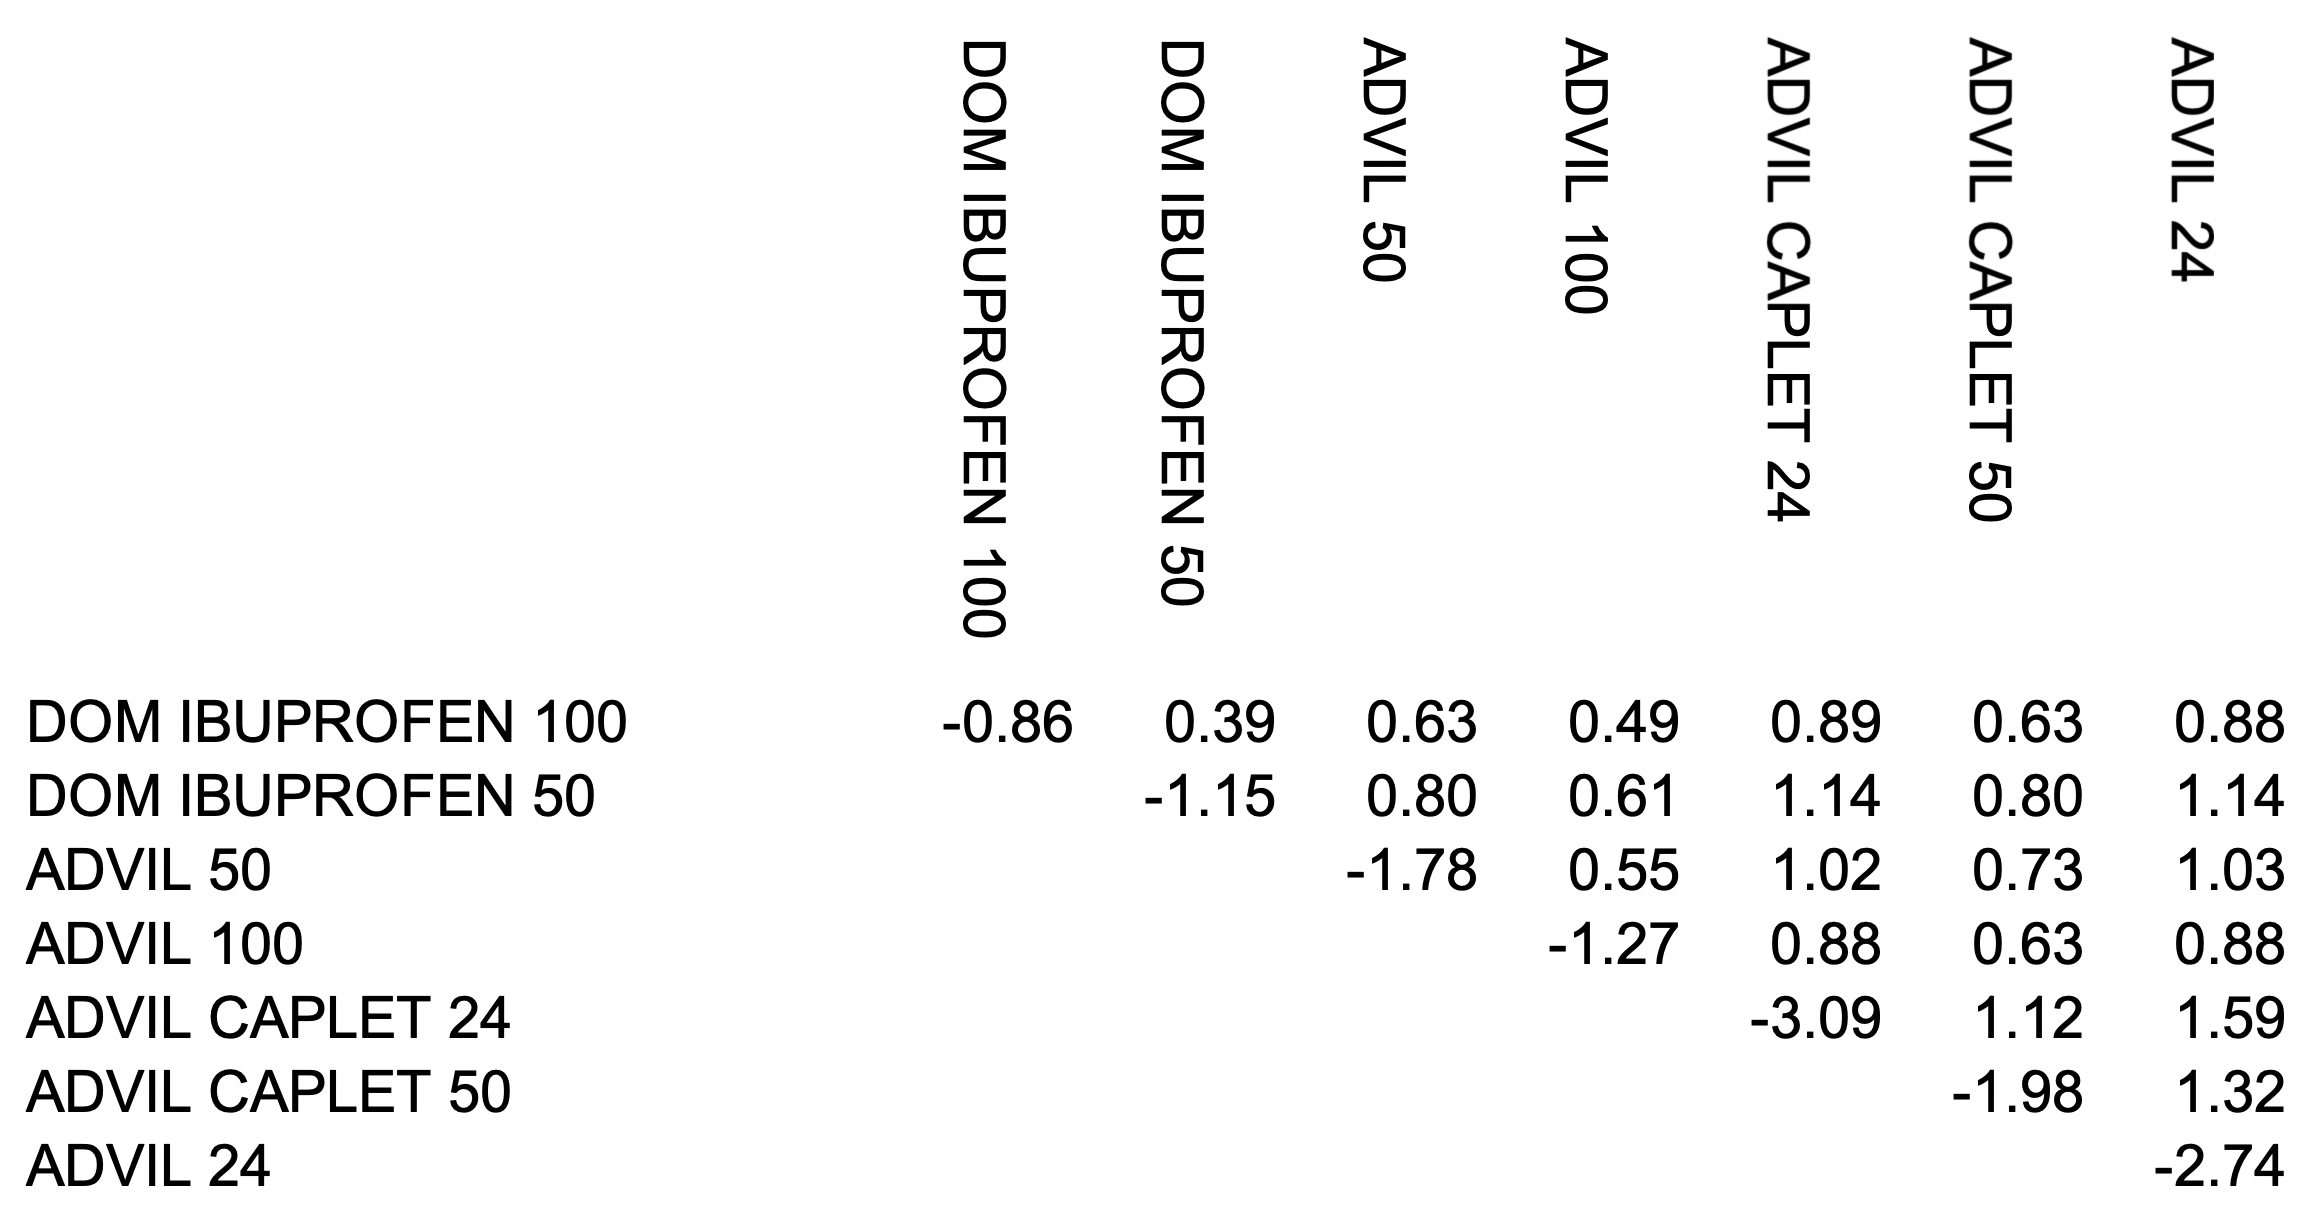 DOM IBUPROFEN 100
DOM IBUPROFEN 50
ADVIL 50
ADVIL 100
ADVIL CAPLET 24
ADVIL CAPLET 50
ADVIL 24
DOM IBUPROFEN 100 -0.86 0.39 0.63 0.49 0.89 0.63 0.88
DOM IBUPROFEN 50 -1.15 0.80 0.61 1.14 0.80 1.14
ADVIL 50 -1.78 0.55 1.02 0.73 1.03
ADVIL 100 -1.27 0.88 0.63 0.88
ADVIL CAPLET 24 -3.09 1.12 1.59
ADVIL CAPLET 50 -1.98 1.32
ADVIL 24 -2.74